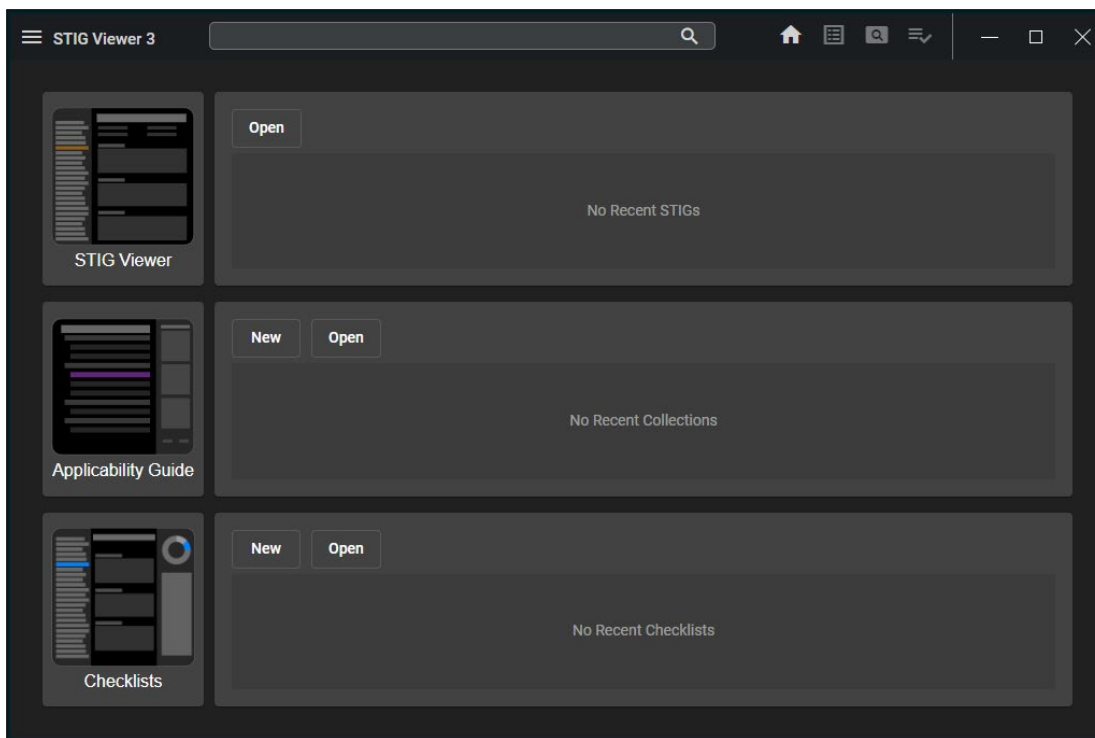 STIG Viewer 3
Open
No Recent STIGs
STIG Viewer
New Open
No Recent Collections
Applicability Guide
New Open
No Recent Checklists
Checklists